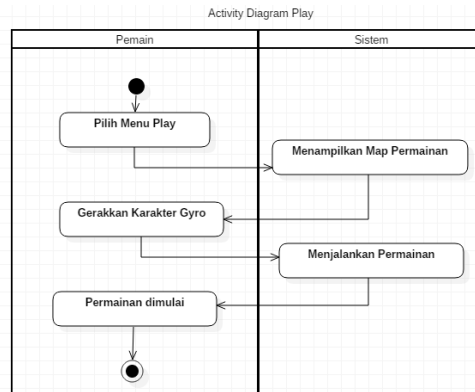 Activity Diagram Play
Pemain
Sistem
Pilih Menu Play
Menampilkan Map Permainan
Gerakkan Karakter Gyro
Menjalankan Permainan
Permainan dimulai